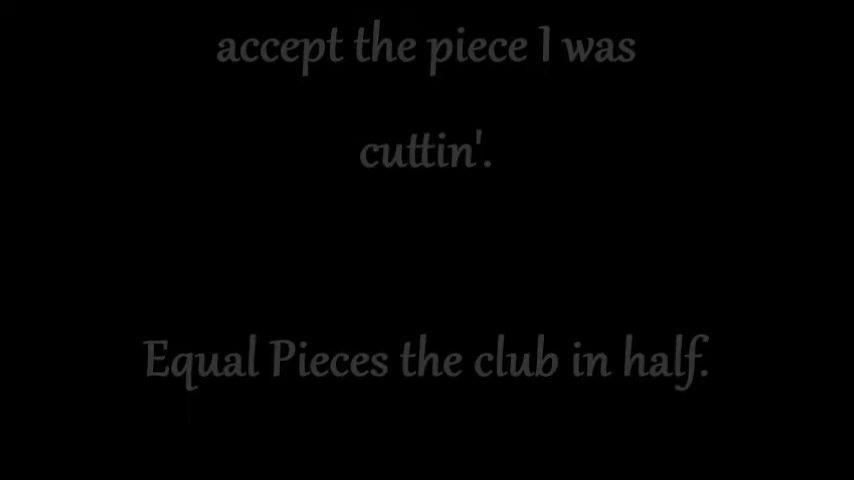 accept the piece I was
cuttin'.
Equal Pieces the club in half.